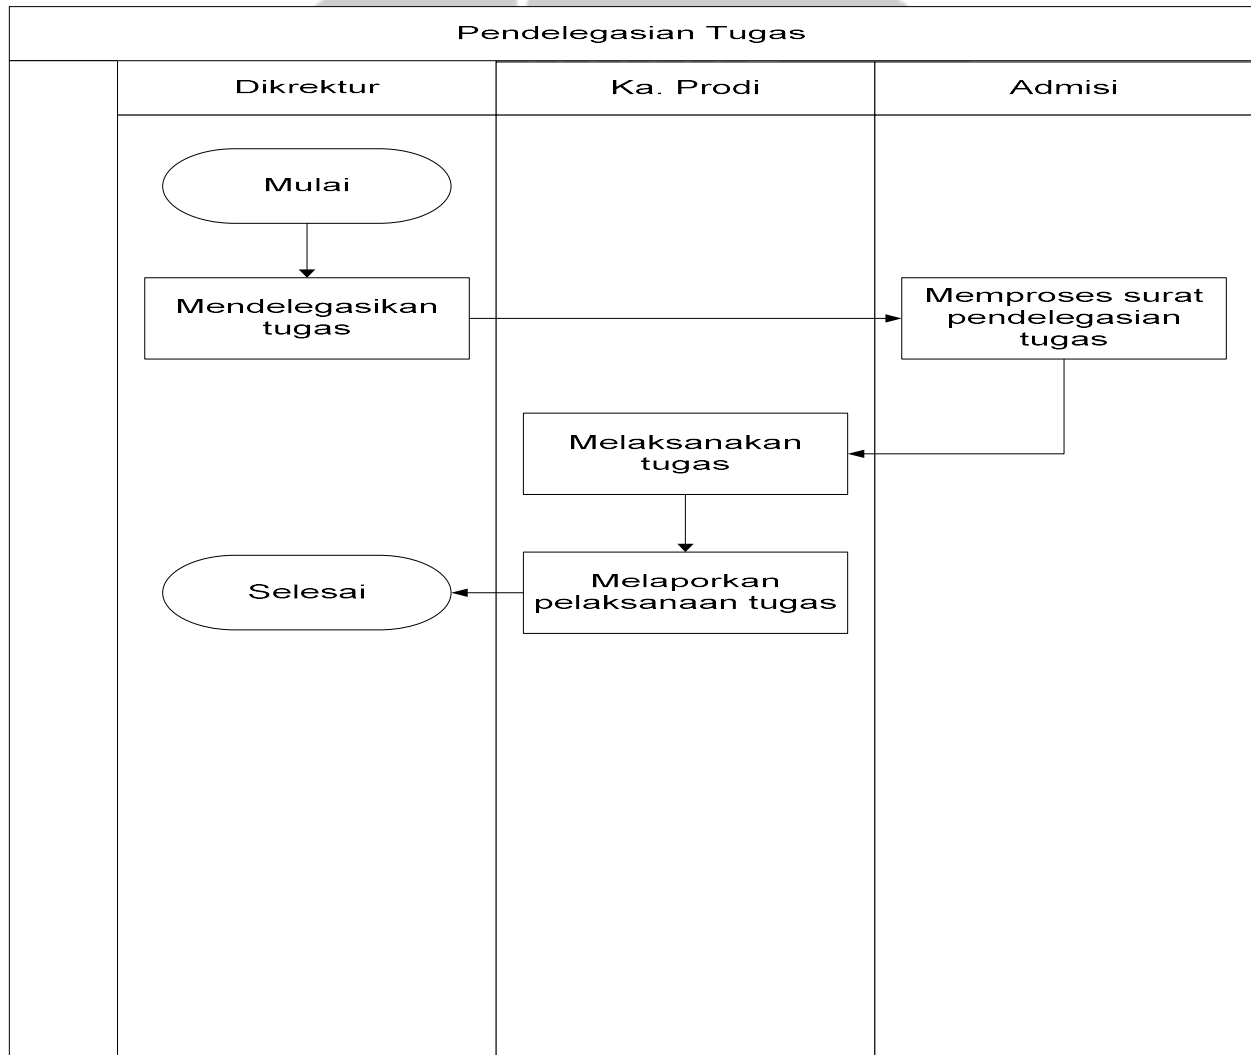 Pendelegasian Tugas
Dikrektur
Ka. Prodi
Admisi
Mulai
Mendelegasikan
tugas
Memproses surat
pendelegasian
tugas
Melaksanakan
tugas
Melaporkan
pelaksanaan tugas
Selesai